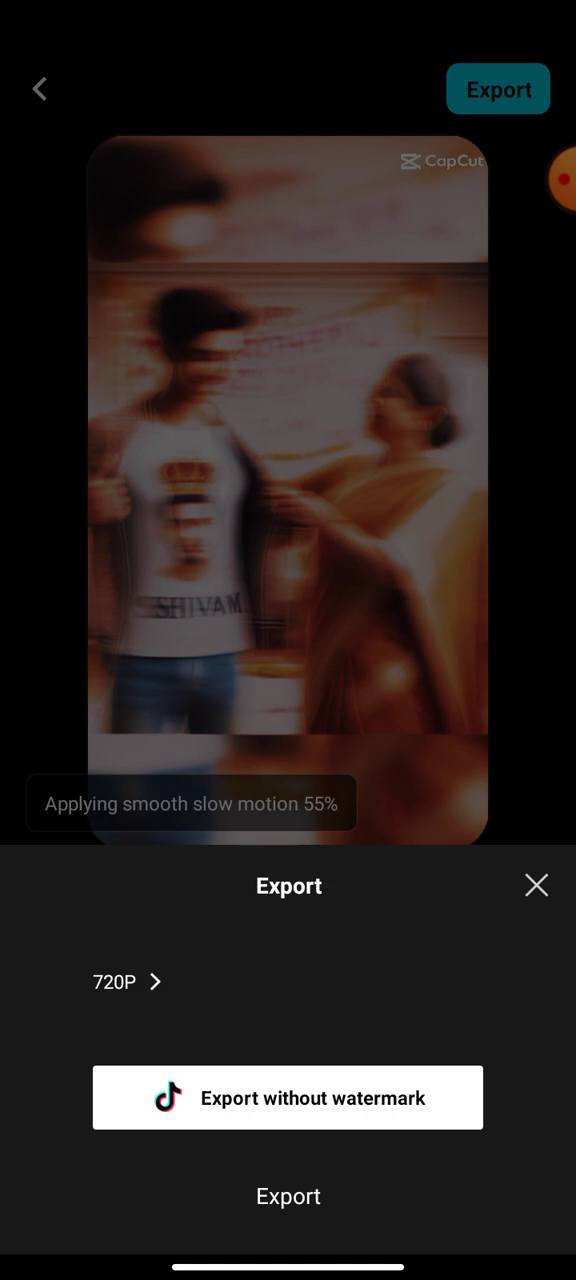 Export
CapCut
SHIVAM
Applying smooth slow motion 55%
Export
720P
Export without watermark
Export